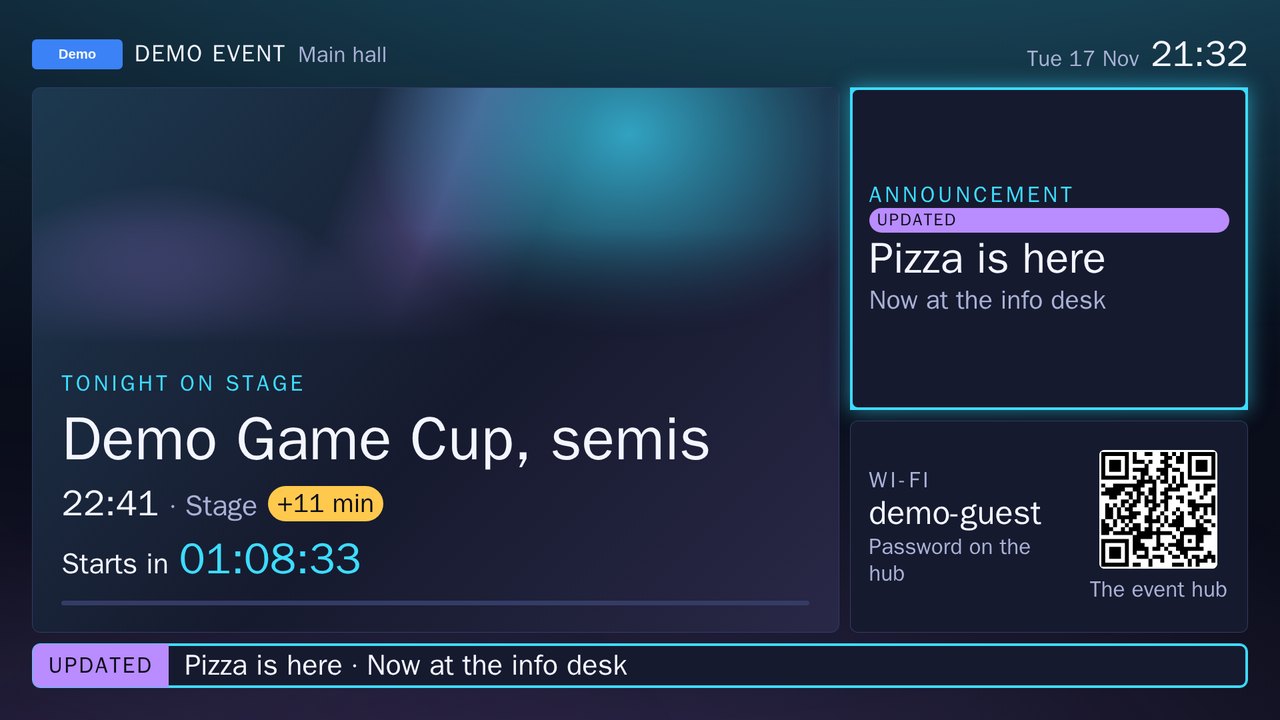 Demo DEMO EVENT Main hall
Tue 17 Nov 21:32
TONIGHT ON STAGE
Demo Game Cup, semis
22:41 · Stage +11 min
Starts in 01:08:33
ANNOUNCEMENT
UPDATED
Pizza is here
Now at the info desk
WI-FI
demo-guest
Password on the
hub
The event hub
UPDATED Pizza is here · Now at the info desk